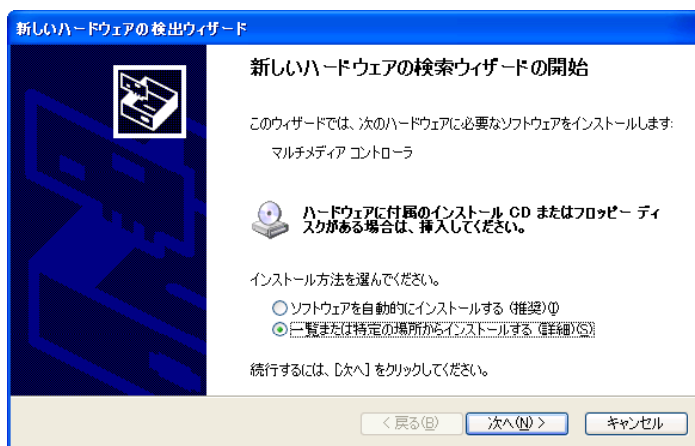 新しいハードウェアの検出ウィザード
新しいハードウェアの検索ウィザードの開始
このウィザードでは、次のハードウェアに必要なソフトウェアをインストールします:
マルチメディア コントローラ
ハードウェアに付属のインストール CD またはフロッピー ディ
スクがある場合は、挿入してください。
インストール方法を選んでください。
ソフトウェアを自動的にインストールする (推奨)(I)
一覧または特定の場所からインストールする (詳細)(S)
続行するには、[次へ] をクリックしてください。
< 戻る(B)
次へ(N) >
キャンセル